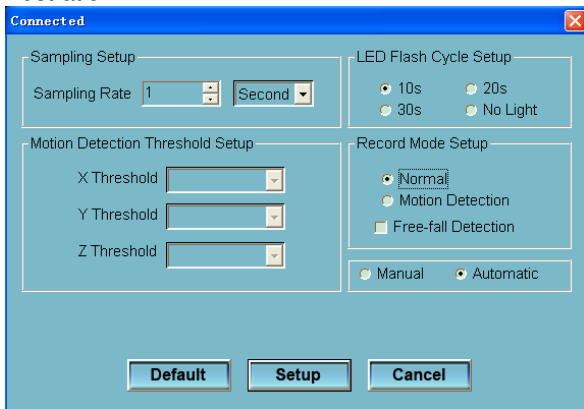 Connected
Sampling Setup
Sampling Rate 1 Second
LED Flash Cycle Setup
10s 20s
30s No Light
Motion Detection Threshold Setup
X Threshold
Y Threshold
Z Threshold
Record Mode Setup
Normal
Motion Detection
Free-fall Detection
Manual Automatic
Default Setup Cancel